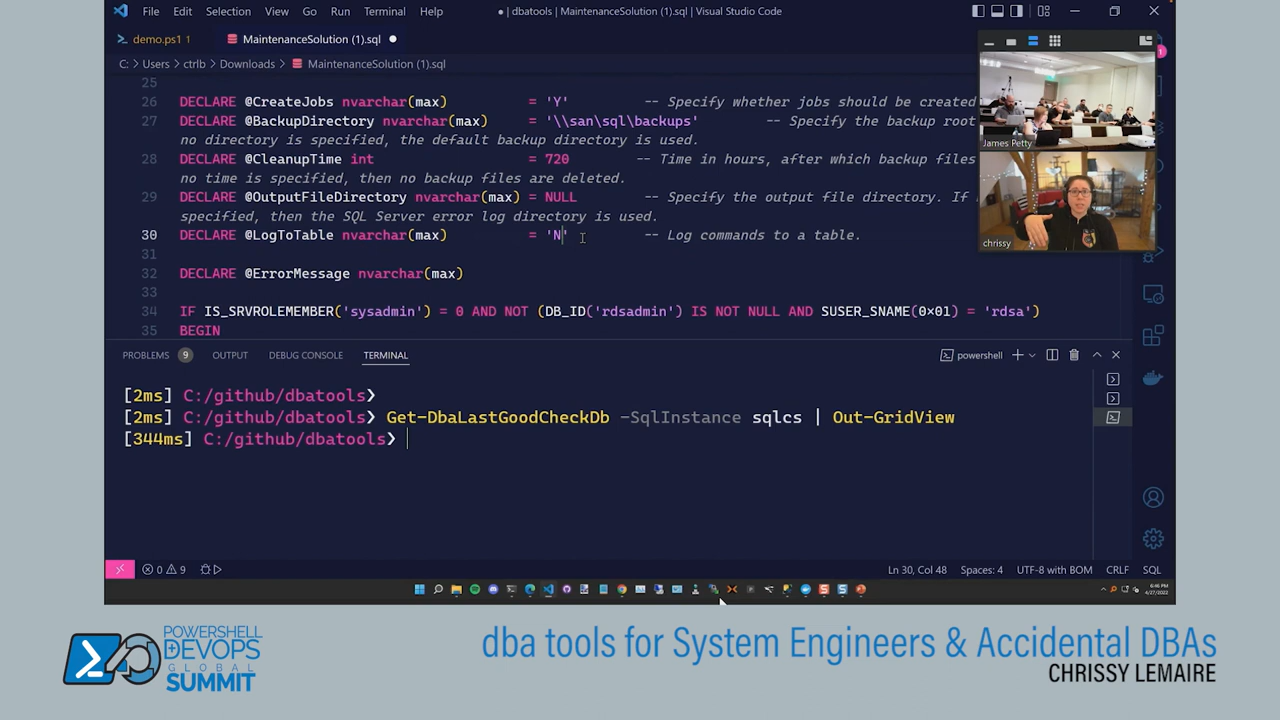 File Edit Selection View Go Run Terminal Help
● | dbatools | MaintenanceSolution (1).sql | Visual Studio Code
demo.ps1 1
MaintenanceSolution (1).sql ●
C: > Users > ctrlb > Downloads > MaintenanceSolution (1).sql
25
26 DECLARE @CreateJobs nvarchar(max) = 'Y' -- Specify whether jobs should be created
27 DECLARE @BackupDirectory nvarchar(max) = '\\san\sql\backups' -- Specify the backup root
no directory is specified, the default backup directory is used.
28 DECLARE @CleanupTime int = 720 -- Time in hours, after which backup files
no time is specified, then no backup files are deleted.
29 DECLARE @OutputFileDirectory nvarchar(max) = NULL -- Specify the output file directory. If
specified, then the SQL Server error log directory is used.
30 DECLARE @LogToTable nvarchar(max) = 'N' -- Log commands to a table.
31
32 DECLARE @ErrorMessage nvarchar(max)
33
34 IF IS_SRVROLEMEMBER('sysadmin') = 0 AND NOT (DB_ID('rdsadmin') IS NOT NULL AND SUSER_SNAME(0×01) = 'rdsa')
35 BEGIN
James Petty
chrissy
1
PROBLEMS 9 OUTPUT DEBUG CONSOLE TERMINAL
powershell
[2ms] C:/github/dbatools❯
[2ms] C:/github/dbatools❯ Get-DbaLastGoodCheckDb -SqlInstance sqlcs | Out-GridView
[344ms] C:/github/dbatools❯
0 9
Ln 30, Col 48 Spaces: 4 UTF-8 with BOM CRLF SQL
6:46 PM
4/27/2022
POWERSHELL
DEVOPS
GLOBAL
SUMMIT
dba tools for System Engineers & Accidental DBAs
CHRISSY LEMAIRE